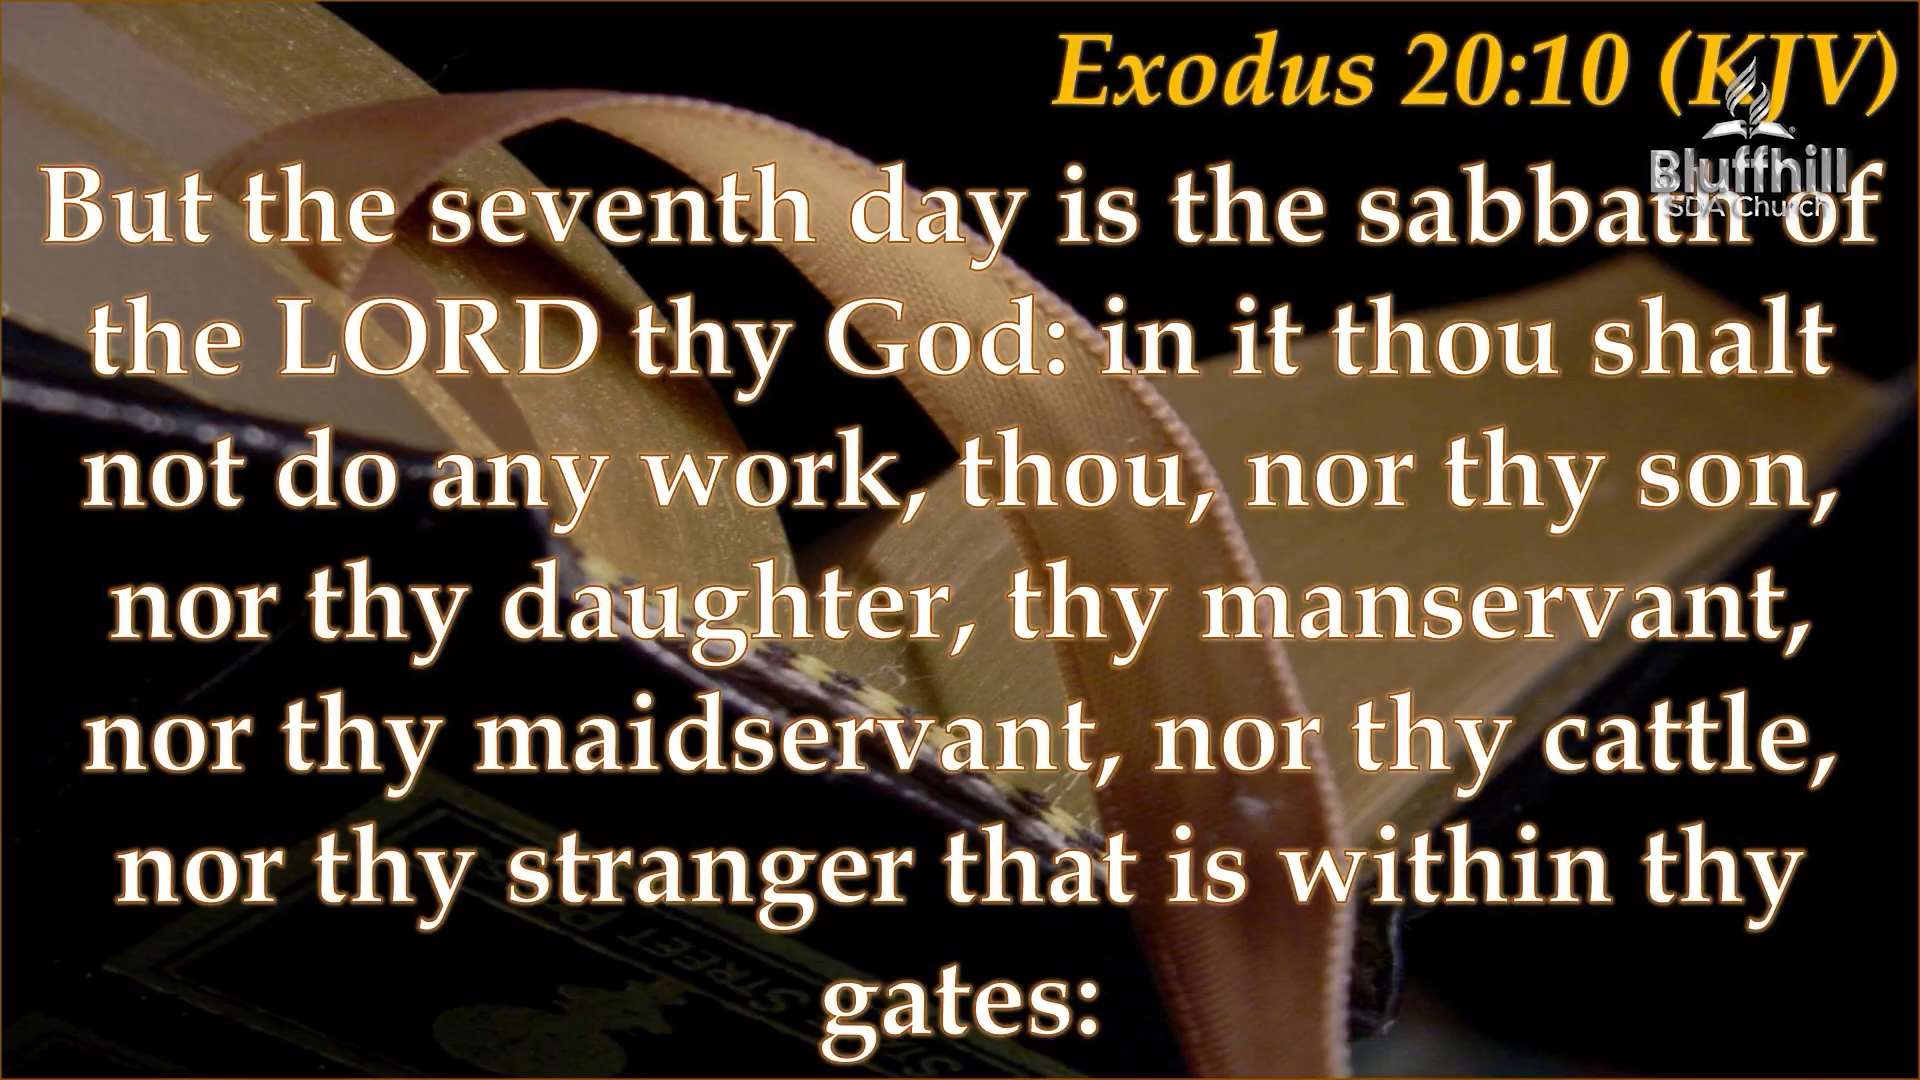 Exodus 20:10 (KJV)
Bluffhill
SDA Church
But the seventh day is the sabbath of
the LORD thy God: in it thou shalt
not do any work, thou, nor thy son,
nor thy daughter, thy manservant,
nor thy maidservant, nor thy cattle,
nor thy stranger that is within thy
gates:
STREET